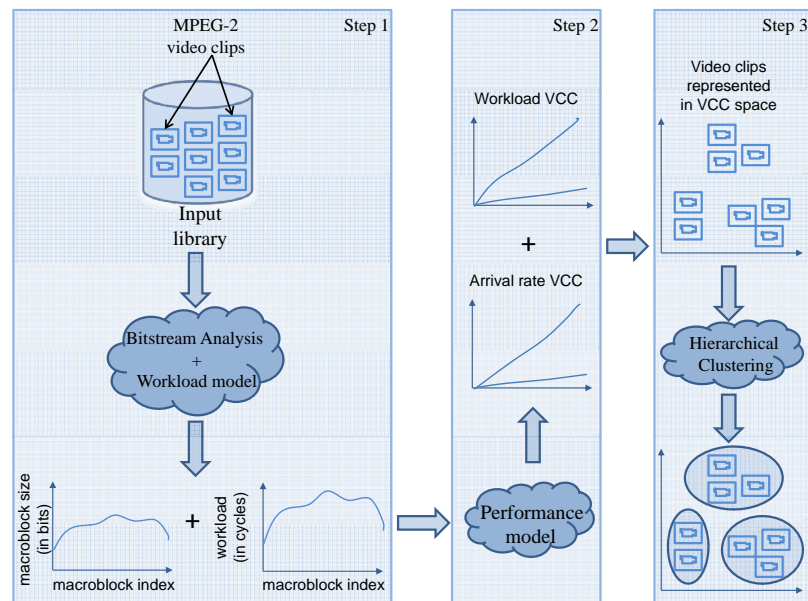 MPEG-2
video clips
Step 1
Input
library
Bitstream Analysis
+
Workload model
macroblock size
(in bits)
macroblock index
+
workload
(in cycles)
macroblock index
Step 2
Workload VCC
+
Arrival rate VCC
Performance
model
Step 3
Video clips
represented
in VCC space
Hierarchical
Clustering